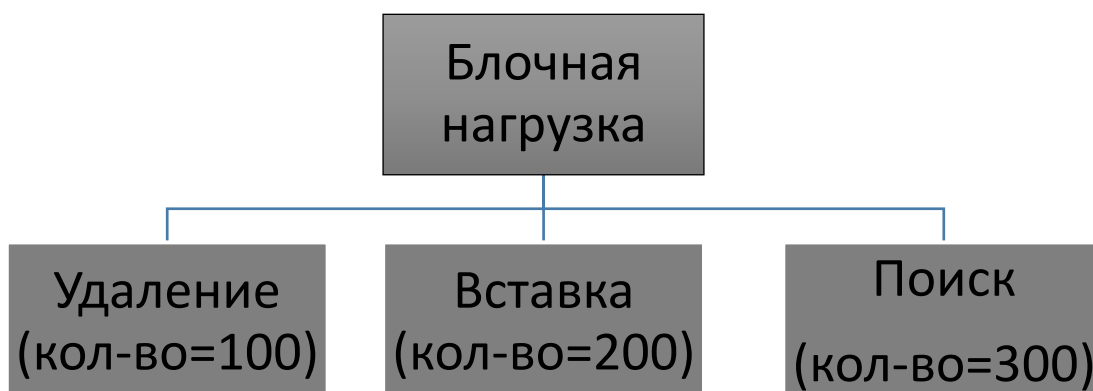 Блочная
нагрузка
Удаление
(кол-во=100)
Вставка
(кол-во=200)
Поиск
(кол-во=300)